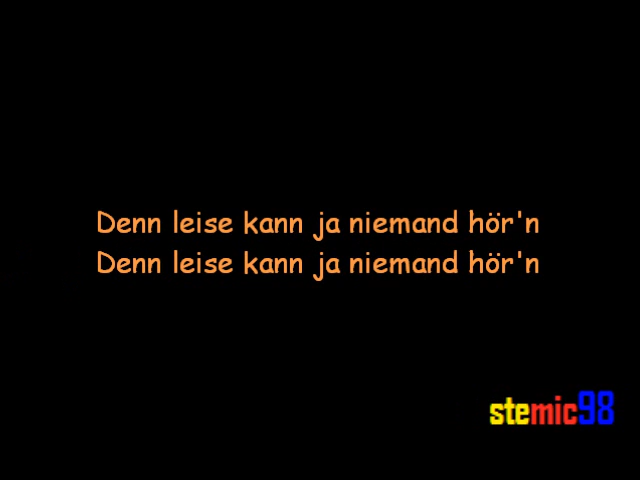 Denn leise kann ja niemand hör'n
Denn leise kann ja niemand hör'n
stemic98